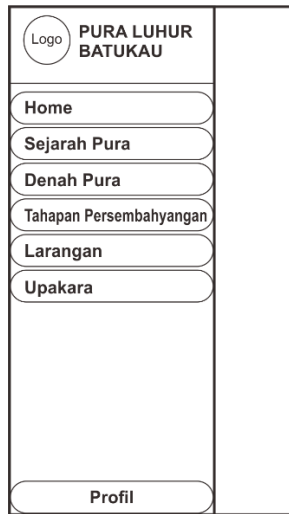 Logo
PURA LUHUR
BATUKAU
Home
Sejarah Pura
Denah Pura
Tahapan Persembahyangan
Larangan
Upakara
Profil